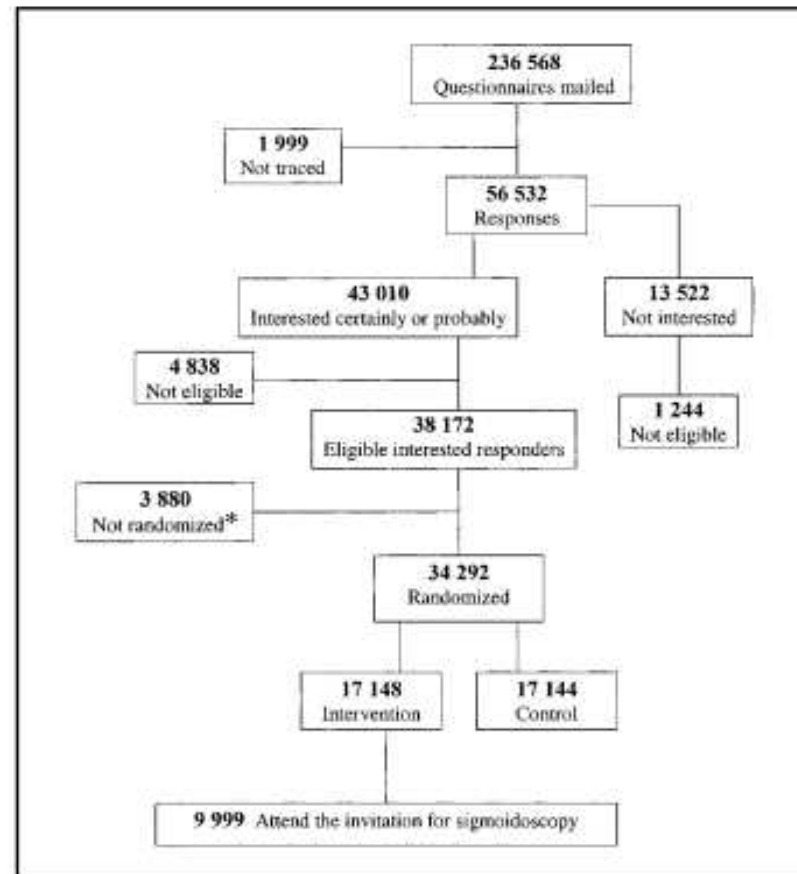 236 568
Questionnaires mailed
1 999
Not traced
56 532
Responses
43 010
Interested certainly or probably
13 522
Not interested
4 838
Not eligible
1 244
Not eligible
38 172
Eligible interested responders
3 880
Not randomized*
34 292
Randomized
17 148
Intervention
17 144
Control
9 999 Attend the invitation for sigmoidoscopy